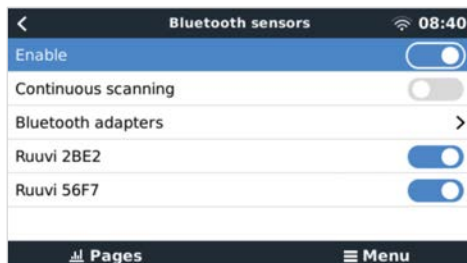 Bluetooth sensors 08:40
Enable
Continuous scanning
Bluetooth adapters
Ruuvi 2BE2
Ruuvi 56F7
Pages Menu